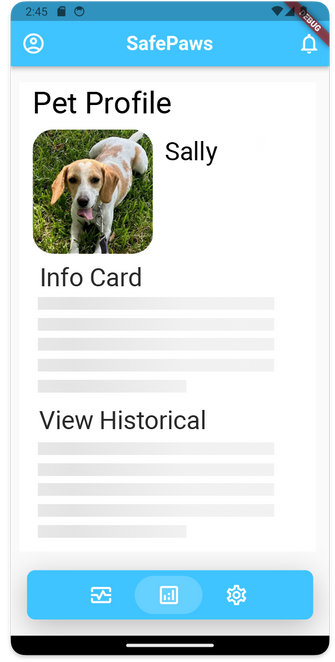 2:45
DEBUG
SafePaws
Pet Profile
Sally
Info Card
View Historical